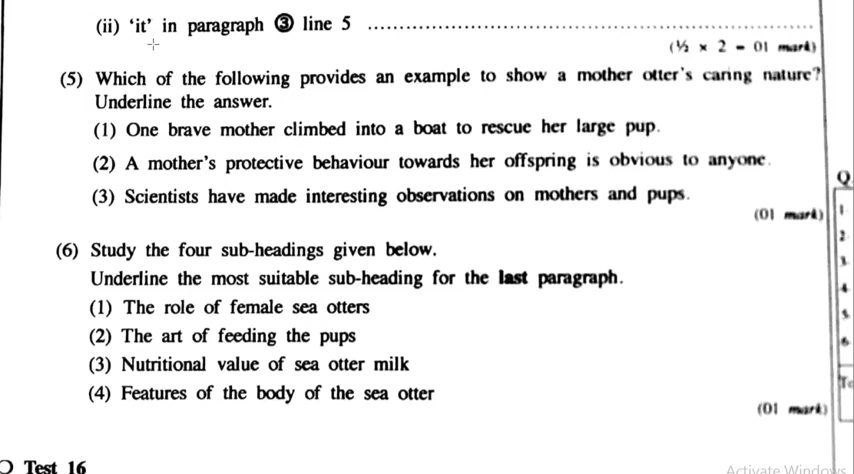 (ii) ‘it’ in paragraph ③ line 5 ........................................
(½ × 2 = 01 mark)
(5) Which of the following provides an example to show a mother otter's caring nature?
Underline the answer.
(1) One brave mother climbed into a boat to rescue her large pup.
(2) A mother’s protective behaviour towards her offspring is obvious to anyone.
(3) Scientists have made interesting observations on mothers and pups.
(01 mark)
(6) Study the four sub-headings given below.
Underline the most suitable sub-heading for the last paragraph.
(1) The role of female sea otters
(2) The art of feeding the pups
(3) Nutritional value of sea otter milk
(4) Features of the body of the sea otter
(01 mark)
Q
1
2
3
4
5
6
Test 16
Activate Windows